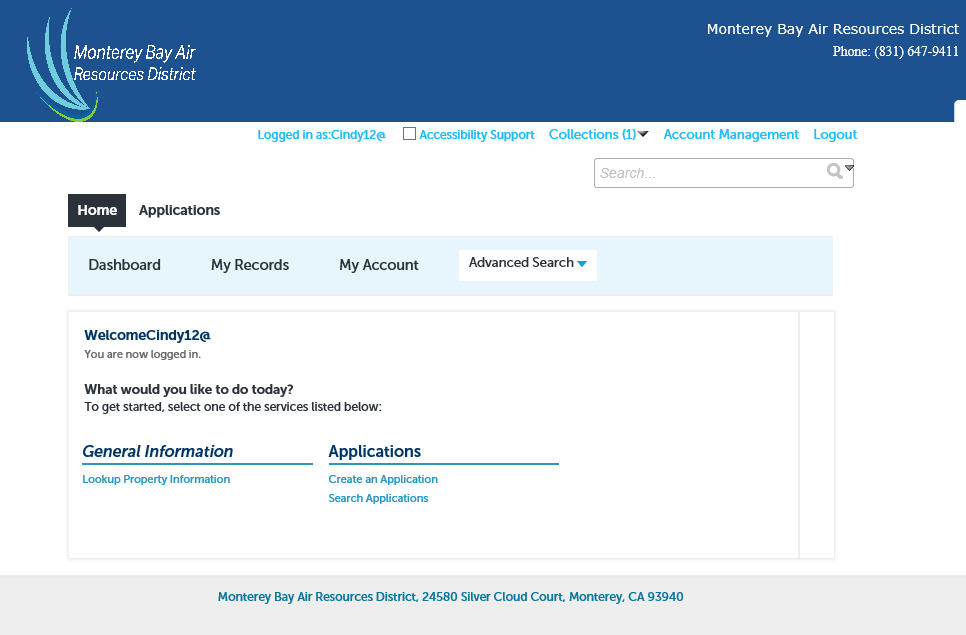 Monterey Bay Air
Resources District
Monterey Bay Air Resources District
Phone: (831) 647-9411
Logged in as:Cindy12@ Accessibility Support Collections (1) Account Management Logout
Search...
Home Applications
Dashboard My Records My Account Advanced Search
WelcomeCindy12@
You are now logged in.
What would you like to do today?
To get started, select one of the services listed below:
General Information
Lookup Property Information
Applications
Create an Application
Search Applications
Monterey Bay Air Resources District, 24580 Silver Cloud Court, Monterey, CA 93940